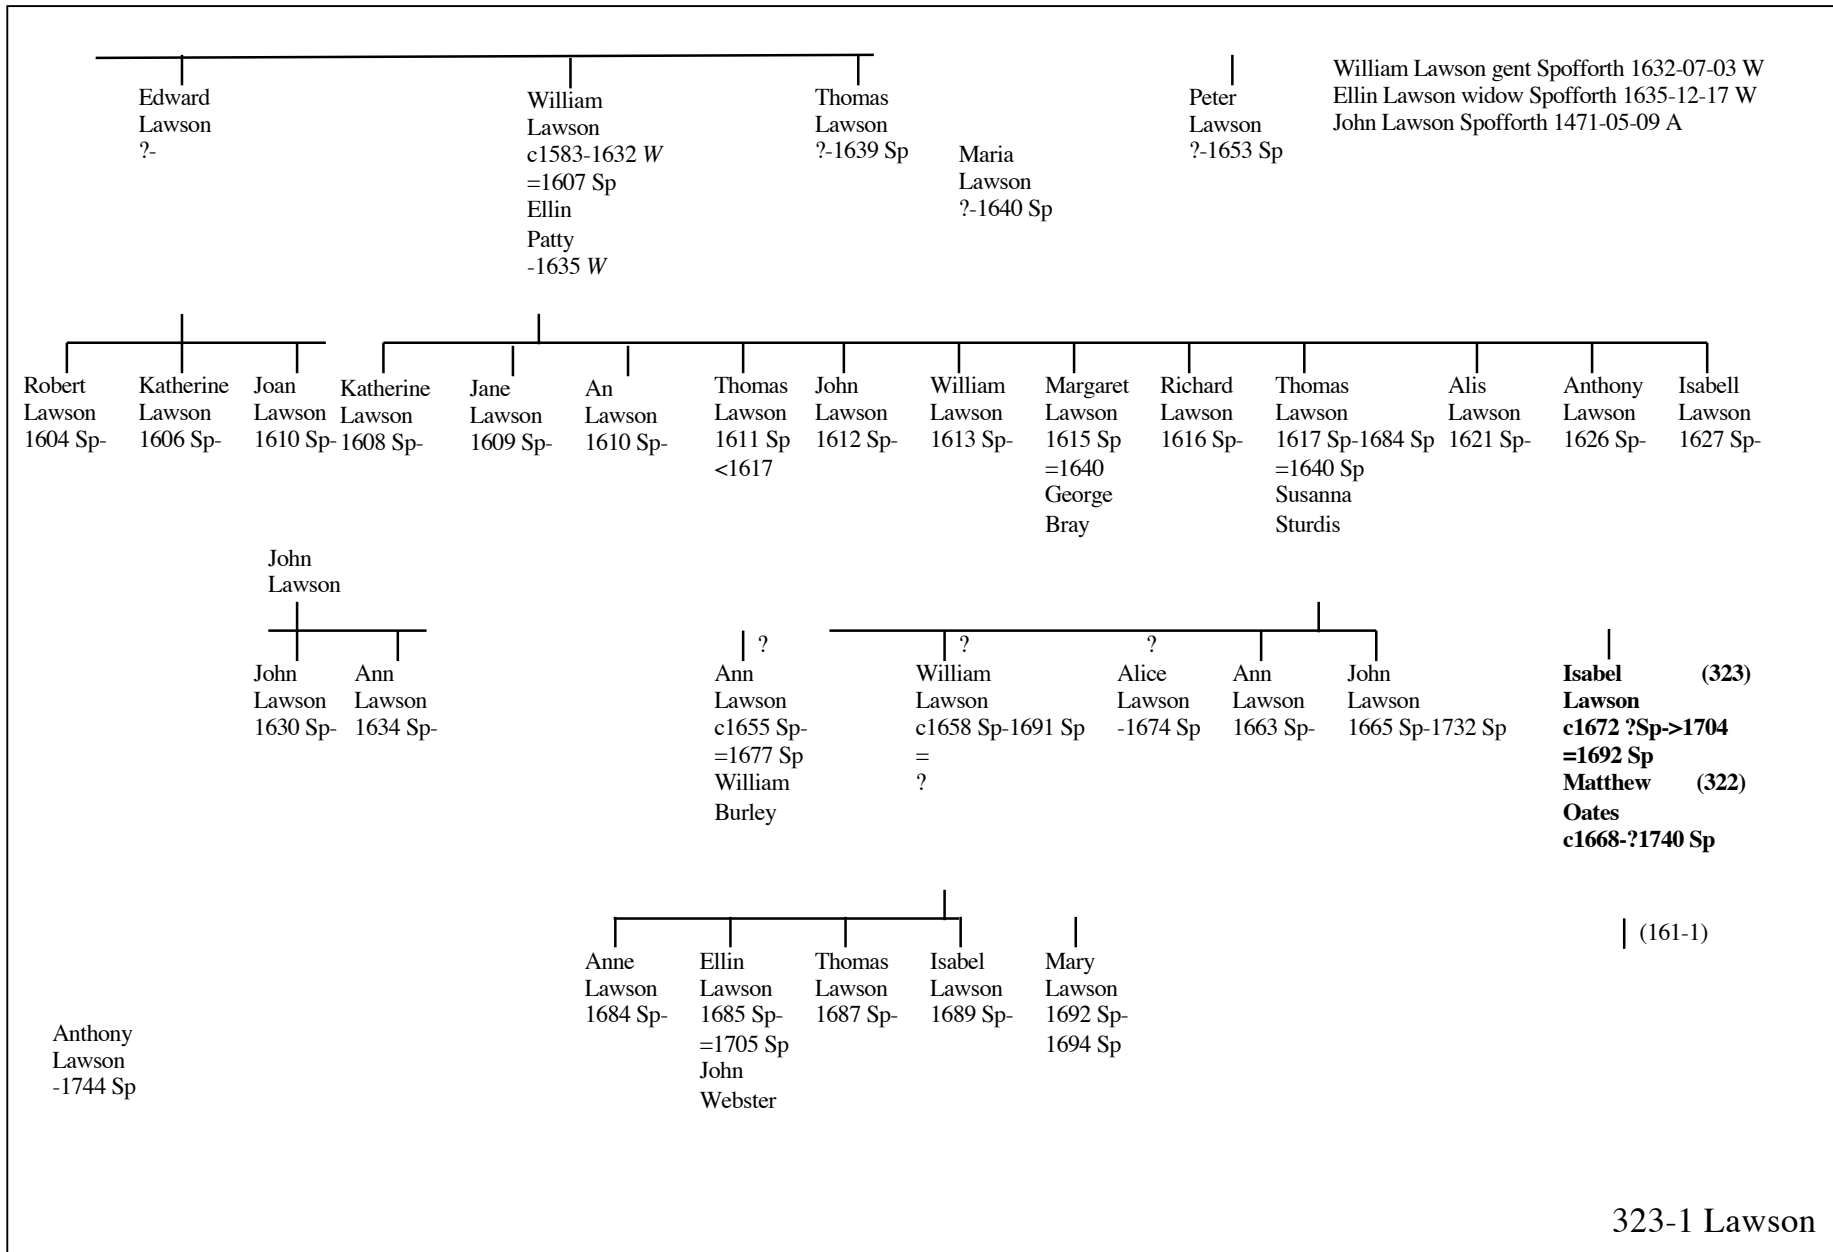 Edward
Lawson
?-
William
Lawson
c1583-1632 W
=1607 Sp
Ellin
Patty
-1635 W
Thomas
Lawson
?-1639 Sp
Maria
Lawson
?-1640 Sp
Peter
Lawson
?-1653 Sp
William Lawson gent Spofforth 1632-07-03 W
Ellin Lawson widow Spofforth 1635-12-17 W
John Lawson Spofforth 1471-05-09 A
Robert
Lawson
1604 Sp-
Katherine
Lawson
1606 Sp-
Joan
Lawson
1610 Sp-
Katherine
Lawson
1608 Sp-
Jane
Lawson
1609 Sp-
An
Lawson
1610 Sp-
Thomas
Lawson
1611 Sp
<1617
John
Lawson
1612 Sp-
William
Lawson
1613 Sp-
Margaret
Lawson
1615 Sp
=1640
George
Bray
Richard
Lawson
1616 Sp-
Thomas
Lawson
1617 Sp-1684 Sp
=1640 Sp
Susanna
Sturdis
Alis
Lawson
1621 Sp-
Anthony
Lawson
1626 Sp-
Isabell
Lawson
1627 Sp-
John
Lawson
John
Lawson
1630 Sp-
Ann
Lawson
1634 Sp-
?
Ann
Lawson
c1655 Sp-
=1677 Sp
William
Burley
?
William
Lawson
c1658 Sp-1691 Sp
=
?
?
Alice
Lawson
-1674 Sp
Ann
Lawson
1663 Sp-
John
Lawson
1665 Sp-1732 Sp
Isabel (323)
Lawson
c1672 ?Sp->1704
=1692 Sp
Matthew (322)
Oates
c1668-?1740 Sp
Anne
Lawson
1684 Sp-
Ellin
Lawson
1685 Sp-
=1705 Sp
John
Webster
Thomas
Lawson
1687 Sp-
Isabel
Lawson
1689 Sp-
Mary
Lawson
1692 Sp-
1694 Sp
(161-1)
Anthony
Lawson
-1744 Sp
323-1 Lawson